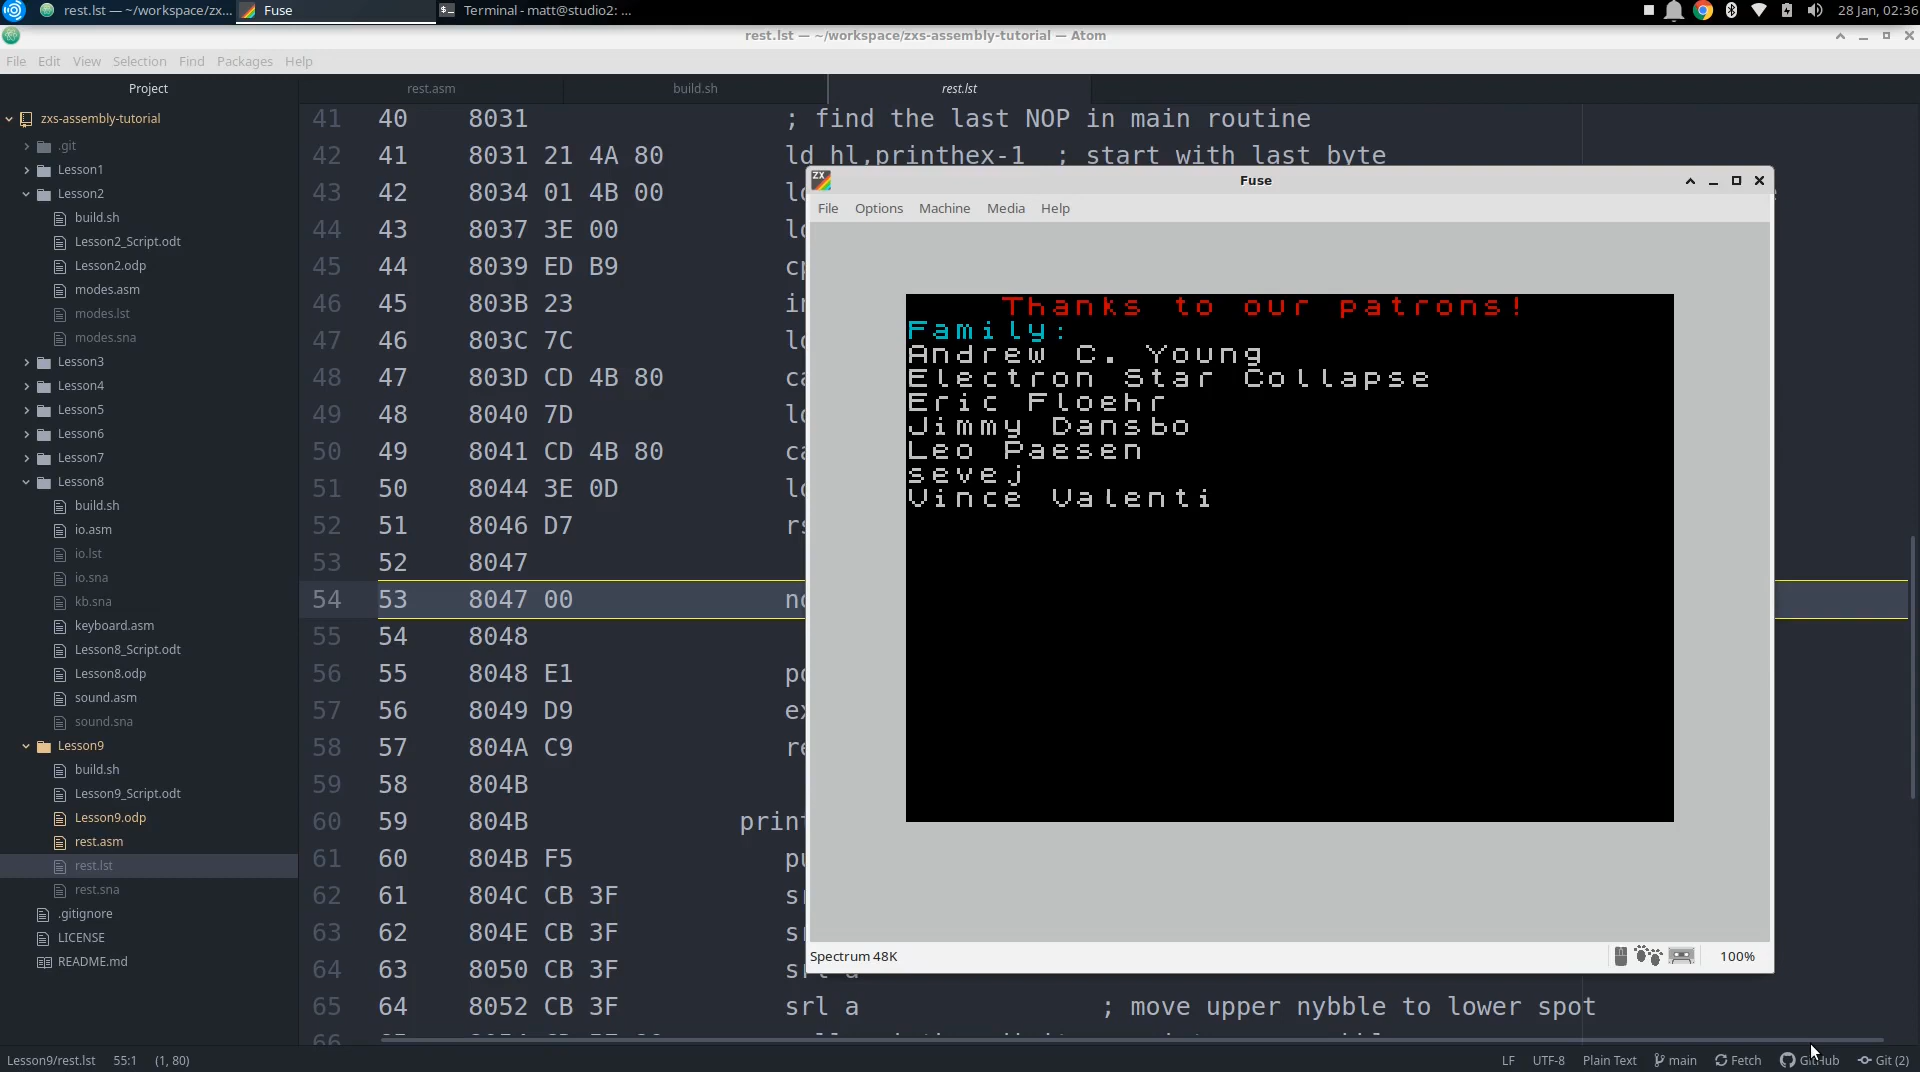 rest.lst — ~/workspace/zx... Fuse Terminal - matt@studio2: ... 28 Jan, 02:36
rest.lst — ~/workspace/zxs-assembly-tutorial — Atom
File Edit View Selection Find Packages Help
Project
rest.asm build.sh rest.lst
zxs-assembly-tutorial
.git
Lesson1
Lesson2
build.sh
Lesson2_Script.odt
Lesson2.odp
modes.asm
modes.lst
modes.sna
Lesson3
Lesson4
Lesson5
Lesson6
Lesson7
Lesson8
build.sh
io.asm
io.lst
io.sna
kb.sna
keyboard.asm
Lesson8_Script.odt
Lesson8.odp
sound.asm
sound.sna
Lesson9
build.sh
Lesson9_Script.odt
Lesson9.odp
rest.asm
rest.lst
rest.sna
.gitignore
LICENSE
README.md
41 40 8031 ; find the last NOP in main routine
42 41 8031 21 4A 80 ld hl,printhex-1 ; start with last byte
43 42 8034 01 4B 00
44 43 8037 3E 00
45 44 8039 ED B9
46 45 803B 23
47 46 803C 7C
48 47 803D CD 4B 80
49 48 8040 7D
50 49 8041 CD 4B 80
51 50 8044 3E 0D
52 51 8046 D7
53 52 8047
54 53 8047 00
55 54 8048
56 55 8048 E1
57 56 8049 D9
58 57 804A C9
59 58 804B
60 59 804B print
61 60 804B F5
62 61 804C CB 3F
63 62 804E CB 3F
64 63 8050 CB 3F srl a
65 64 8052 CB 3F srl a ; move upper nybble to lower spot
66
Fuse
File Options Machine Media Help
Thanks to our patrons!
Family:
Andrew C. Young
Electron Star Collapse
Eric Floehr
Jimmy Dansbo
Leo Paesen
sevej
Vince Valenti
Spectrum 48K 100%
Lesson9/rest.lst 55:1 (1, 80) LF UTF-8 Plain Text main Fetch GitHub Git (2)